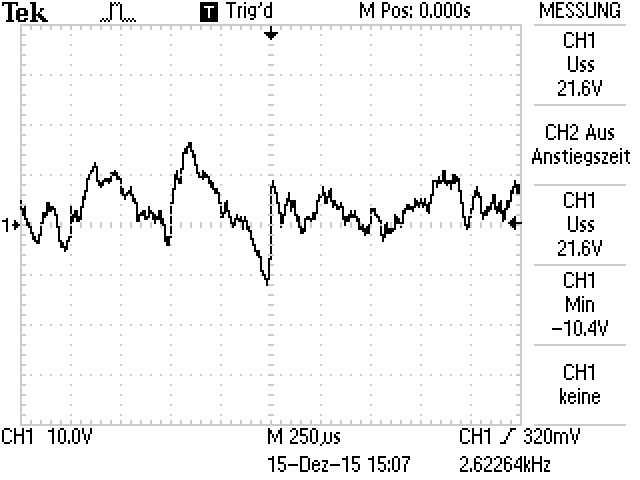 Tek T Trig'd M Pos: 0.000s MESSUNG
CH1
Uss
21.6V
CH2 Aus
Anstiegszeit
CH1
Uss
21.6V
CH1
Min
-10.4V
CH1
keine
1
CH1 10.0V M 250µs CH1 320mV
15-Dez-15 15:07 2.62264kHz